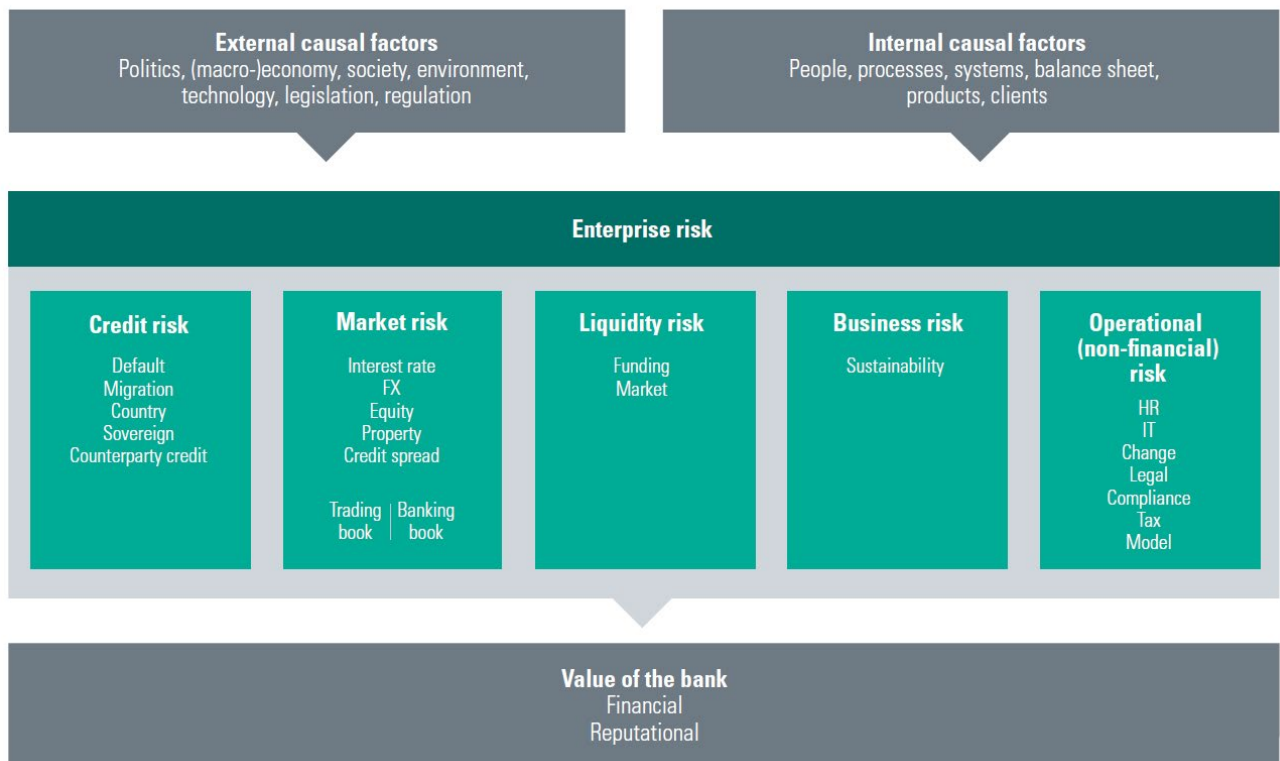 External causal factors
Politics, (macro-)economy, society, environment,
technology, legislation, regulation
Internal causal factors
People, processes, systems, balance sheet,
products, clients
Enterprise risk
Credit risk
Default
Migration
Country
Sovereign
Counterparty credit
Market risk
Interest rate
FX
Equity
Property
Credit spread
Trading
book
Banking
book
Liquidity risk
Funding
Market
Business risk
Sustainability
Operational
(non-financial)
risk
HR
IT
Change
Legal
Compliance
Tax
Model
Value of the bank
Financial
Reputational